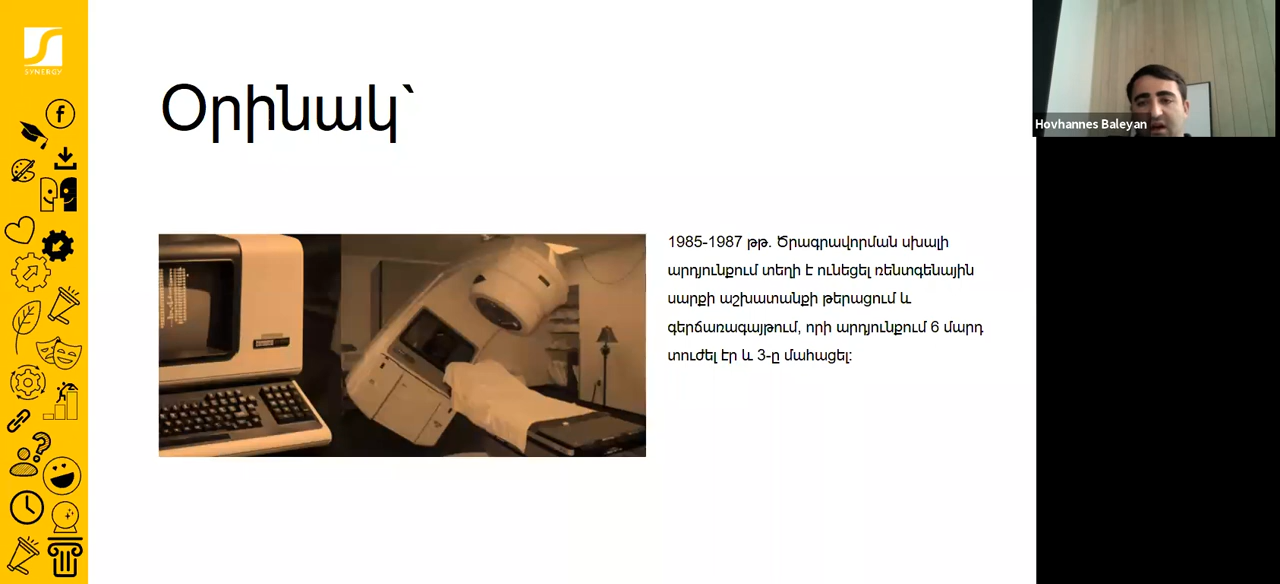 SYNERGY
Օրինակ՝
1985-1987 թթ. Ծրագրավորման սխալի
արդյունքում տեղի է ունեցել ռենտգենային
սարքի աշխատանքի թերացում և
գերճառագայթում, որի արդյունքում 6 մարդ
տուժել էր և 3-ը մահացել:
Hovhannes Baleyan